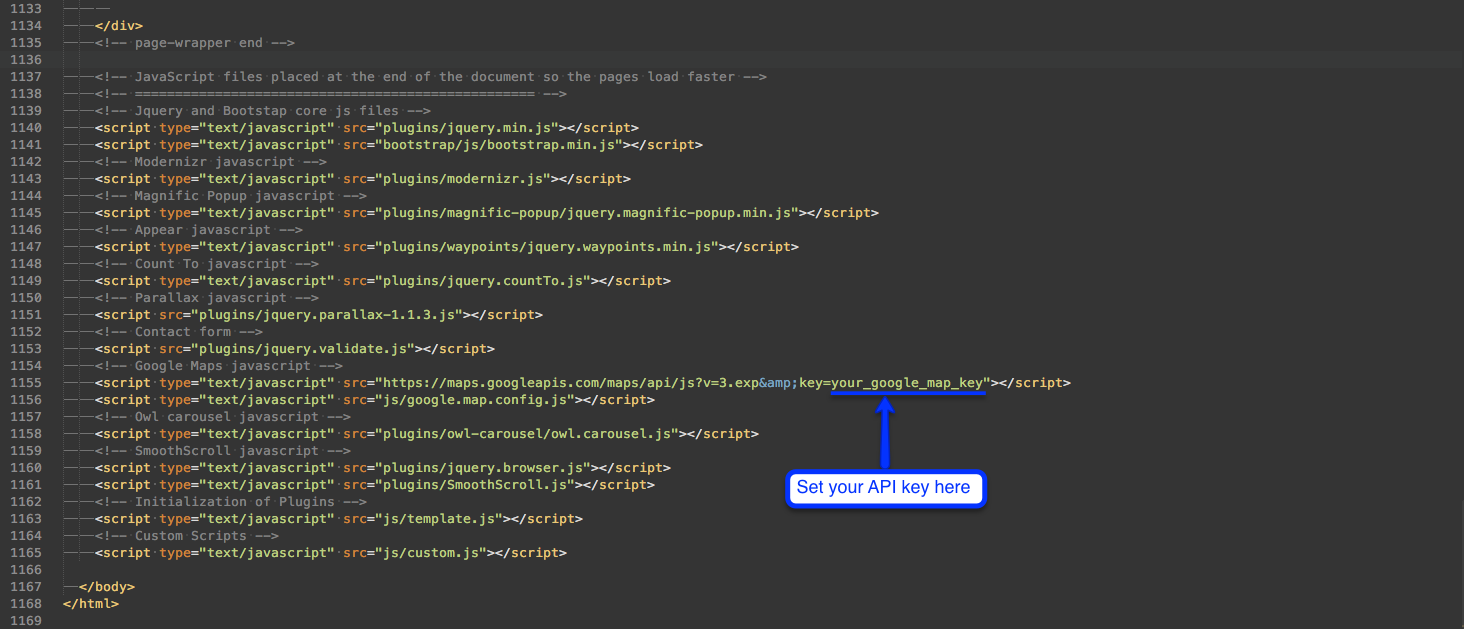 1133
1134 </div>
1135 <!-- page-wrapper end -->
1136
1137 <!-- JavaScript files placed at the end of the document so the pages load faster -->
1138 <!-- ================================================== -->
1139 <!-- Jquery and Bootstap core js files -->
1140 <script type="text/javascript" src="plugins/jquery.min.js"></script>
1141 <script type="text/javascript" src="bootstrap/js/bootstrap.min.js"></script>
1142 <!-- Modernizr javascript -->
1143 <script type="text/javascript" src="plugins/modernizr.js"></script>
1144 <!-- Magnific Popup javascript -->
1145 <script type="text/javascript" src="plugins/magnific-popup/jquery.magnific-popup.min.js"></script>
1146 <!-- Appear javascript -->
1147 <script type="text/javascript" src="plugins/waypoints/jquery.waypoints.min.js"></script>
1148 <!-- Count To javascript -->
1149 <script type="text/javascript" src="plugins/jquery.countTo.js"></script>
1150 <!-- Parallax javascript -->
1151 <script src="plugins/jquery.parallax-1.1.3.js"></script>
1152 <!-- Contact form -->
1153 <script src="plugins/jquery.validate.js"></script>
1154 <!-- Google Maps javascript -->
1155 <script type="text/javascript" src="https://maps.googleapis.com/maps/api/js?v=3.exp&amp;key=your_google_map_key"></script>
1156 <script type="text/javascript" src="js/google.map.config.js"></script>
1157 <!-- Owl carousel javascript -->
1158 <script type="text/javascript" src="plugins/owl-carousel/owl.carousel.js"></script>
1159 <!-- SmoothScroll javascript -->
1160 <script type="text/javascript" src="plugins/jquery.browser.js"></script>
1161 <script type="text/javascript" src="plugins/SmoothScroll.js"></script>
Set your API key here
1162 <!-- Initialization of Plugins -->
1163 <script type="text/javascript" src="js/template.js"></script>
1164 <!-- Custom Scripts -->
1165 <script type="text/javascript" src="js/custom.js"></script>
1166
1167 </body>
1168 </html>
1169